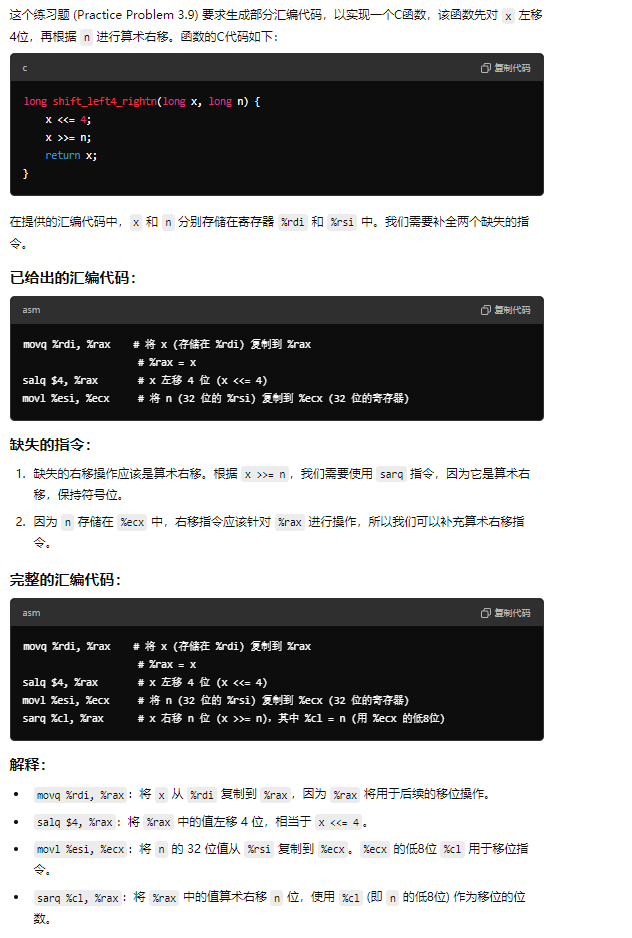 这个练习题 (Practice Problem 3.9) 要求生成部分汇编代码，以实现一个C函数，该函数先对 x 左移
4位，再根据 n 进行算术右移。函数的C代码如下：
c 复制代码
long shift_left4_rightn(long x, long n) {
    x <<= 4;
    x >>= n;
    return x;
}
在提供的汇编代码中， x 和 n 分别存储在寄存器 %rdi 和 %rsi 中。我们需要补全两个缺失的指
令。
已给出的汇编代码：
asm 复制代码
movq %rdi, %rax    # 将 x (存储在 %rdi) 复制到 %rax
                   # %rax = x
salq $4, %rax      # x 左移 4 位 (x <<= 4)
movl %esi, %ecx    # 将 n (32 位的 %rsi) 复制到 %ecx (32 位的寄存器)
缺失的指令：
1. 缺失的右移操作应该是算术右移。根据 x >>= n，我们需要使用 sarq 指令，因为它是算术右
移，保持符号位。
2. 因为 n 存储在 %ecx 中，右移指令应该针对 %rax 进行操作，所以我们可以补充算术右移指
令。
完整的汇编代码：
asm 复制代码
movq %rdi, %rax    # 将 x (存储在 %rdi) 复制到 %rax
                   # %rax = x
salq $4, %rax      # x 左移 4 位 (x <<= 4)
movl %esi, %ecx    # 将 n (32 位的 %rsi) 复制到 %ecx (32 位的寄存器)
sarq %cl, %rax     # x 右移 n 位 (x >>= n)，其中 %cl = n (用 %ecx 的低8位)
解释：
• movq %rdi, %rax：将 x 从 %rdi 复制到 %rax，因为 %rax 将用于后续的移位操作。
• salq $4, %rax：将 %rax 中的值左移 4 位，相当于 x <<= 4。
• movl %esi, %ecx：将 n 的 32 位值从 %rsi 复制到 %ecx。%ecx 的低8位 %cl 用于移位指
令。
• sarq %cl, %rax：将 %rax 中的值算术右移 n 位，使用 %cl (即 n 的低8位) 作为移位的位
数。